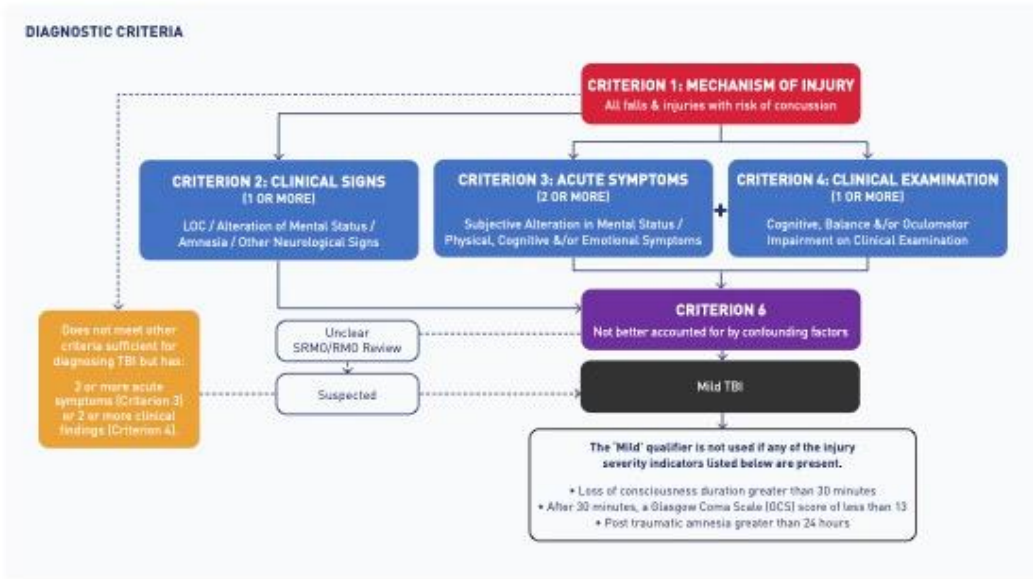 DIAGNOSTIC CRITERIA
CRITERION 1: MECHANISM OF INJURY
All falls & injuries with risk of concussion
CRITERION 2: CLINICAL SIGNS
(1 OR MORE)
LOC / Alteration of Mental Status /
Amnesia / Other Neurological Signs
CRITERION 3: ACUTE SYMPTOMS
(2 OR MORE)
Subjective Alteration in Mental Status /
Physical, Cognitive &/or Emotional Symptoms
+
CRITERION 4: CLINICAL EXAMINATION
(1 OR MORE)
Cognitive, Balance &/or Oculomotor
Impairment on Clinical Examination
Does not meet other
criteria sufficient for
diagnosing TBI but has:
3 or more acute
symptoms (Criterion 3)
or 2 or more clinical
findings (Criterion 4).
Unclear
SRMO/RMO Review
Suspected
CRITERION 6
Not better accounted for by confounding factors
Mild TBI
The 'Mild' qualifier is not used if any of the injury
severity indicators listed below are present.
• Loss of consciousness duration greater than 30 minutes
• After 30 minutes, a Glasgow Coma Scale (GCS) score of less than 13
• Post traumatic amnesia greater than 24 hours